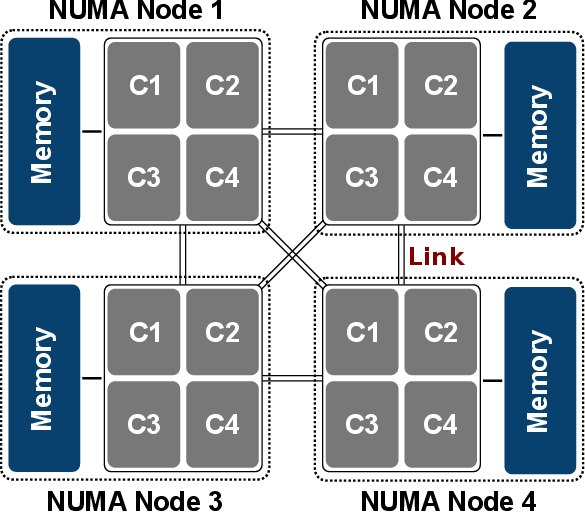 NUMA Node 1
NUMA Node 2
Memory
C1 C2
C3 C4
C1 C2
C3 C4
Memory
Link
Memory
C1 C2
C3 C4
C1 C2
C3 C4
Memory
NUMA Node 3
NUMA Node 4